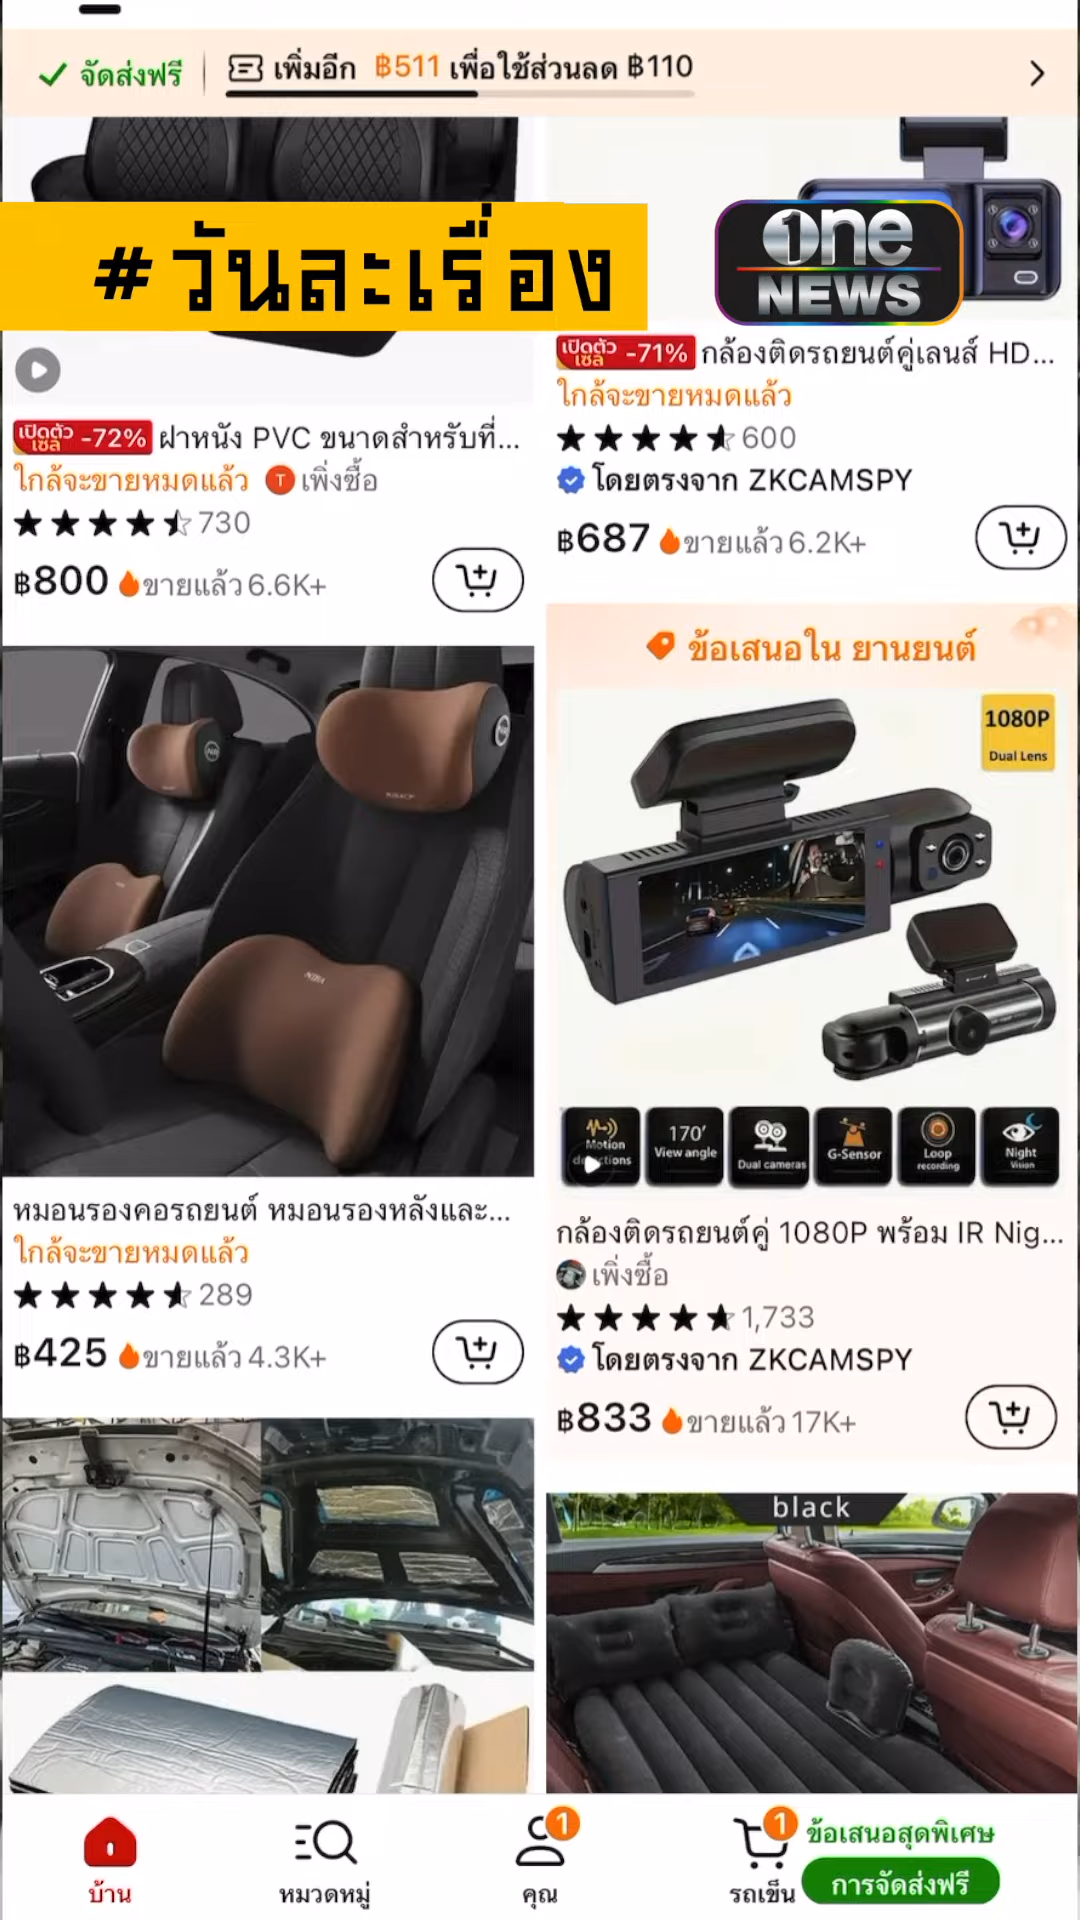 จัดส่งฟรี
เพิ่มอีก ฿511 เพื่อใช้ส่วนลด ฿110
#วันละเรื่อง
one
NEWS
เปิดตัว
เซล
-72% ฝาหนัง PVC ขนาดสำหรับที่...
ใกล้จะขายหมดแล้ว T เพิ่งซื้อ
730
฿800 ขายแล้ว 6.6K+
เปิดตัว
เซล
-71% กล้องติดรถยนต์คู่เลนส์ HD...
ใกล้จะขายหมดแล้ว
600
โดยตรงจาก ZKCAMSPY
฿687 ขายแล้ว 6.2K+
หมอนรองคอรถยนต์ หมอนรองหลังและ...
ใกล้จะขายหมดแล้ว
289
฿425 ขายแล้ว 4.3K+
ข้อเสนอใน ยานยนต์
1080P
Dual Lens
Motion
detections
170'
View angle
Dual cameras
G-Sensor
Loop
recording
Night
Vision
กล้องติดรถยนต์คู่ 1080P พร้อม IR Nig...
เพิ่งซื้อ
1,733
โดยตรงจาก ZKCAMSPY
฿833 ขายแล้ว 17K+
black
บ้าน
หมวดหมู่
1
คุณ
1
รถเข็น
ข้อเสนอสุดพิเศษ
การจัดส่งฟรี